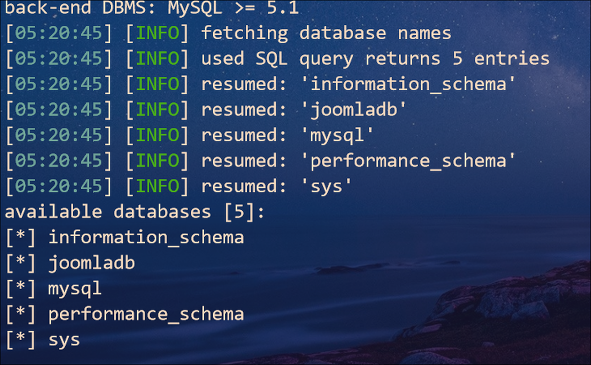 back-end DBMS: MySQL >= 5.1
[05:20:45] [INFO] fetching database names
[05:20:45] [INFO] used SQL query returns 5 entries
[05:20:45] [INFO] resumed: 'information_schema'
[05:20:45] [INFO] resumed: 'joomladb'
[05:20:45] [INFO] resumed: 'mysql'
[05:20:45] [INFO] resumed: 'performance_schema'
[05:20:45] [INFO] resumed: 'sys'
available databases [5]:
[*] information_schema
[*] joomladb
[*] mysql
[*] performance_schema
[*] sys